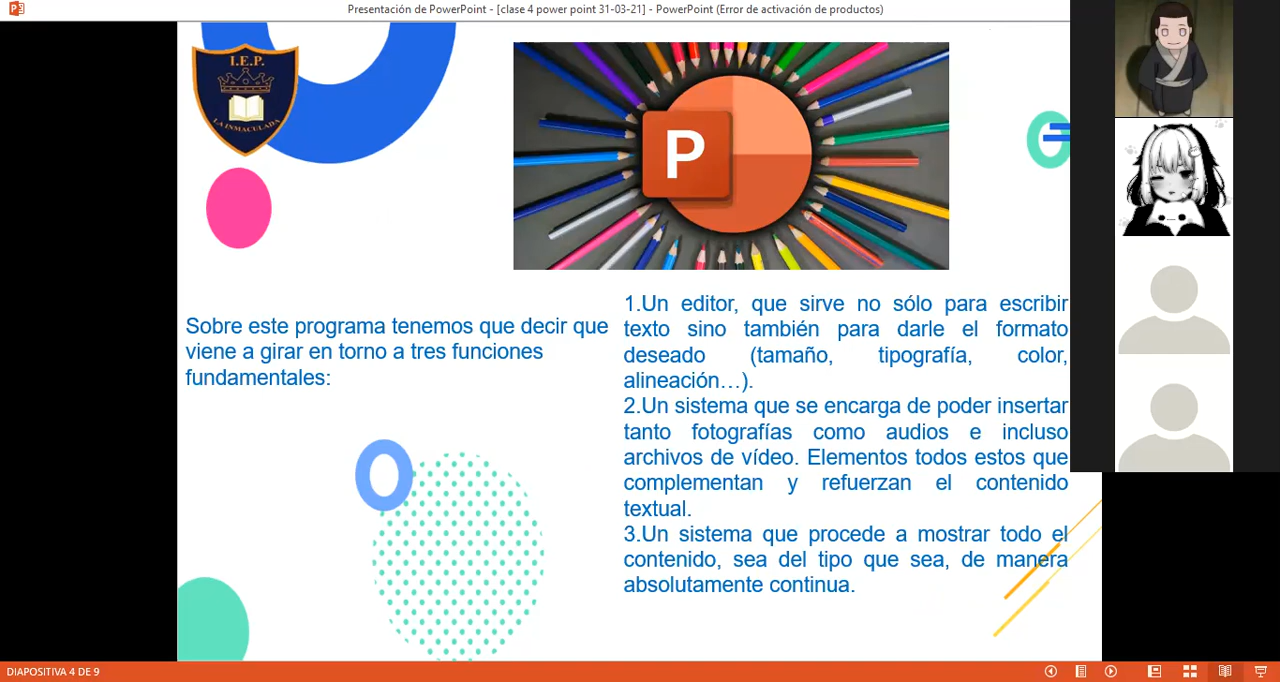 Presentación de PowerPoint - [clase 4 power point 31-03-21] - PowerPoint (Error de activación de productos)
I.E.P.
LA INMACULADA
P
Sobre este programa tenemos que decir que
viene a girar en torno a tres funciones
fundamentales:
1.Un editor, que sirve no sólo para escribir
texto sino también para darle el formato
deseado (tamaño, tipografía, color,
alineación…).
2.Un sistema que se encarga de poder insertar
tanto fotografías como audios e incluso
archivos de vídeo. Elementos todos estos que
complementan y refuerzan el contenido
textual.
3.Un sistema que procede a mostrar todo el
contenido, sea del tipo que sea, de manera
absolutamente continua.
DIAPOSITIVA 4 DE 9